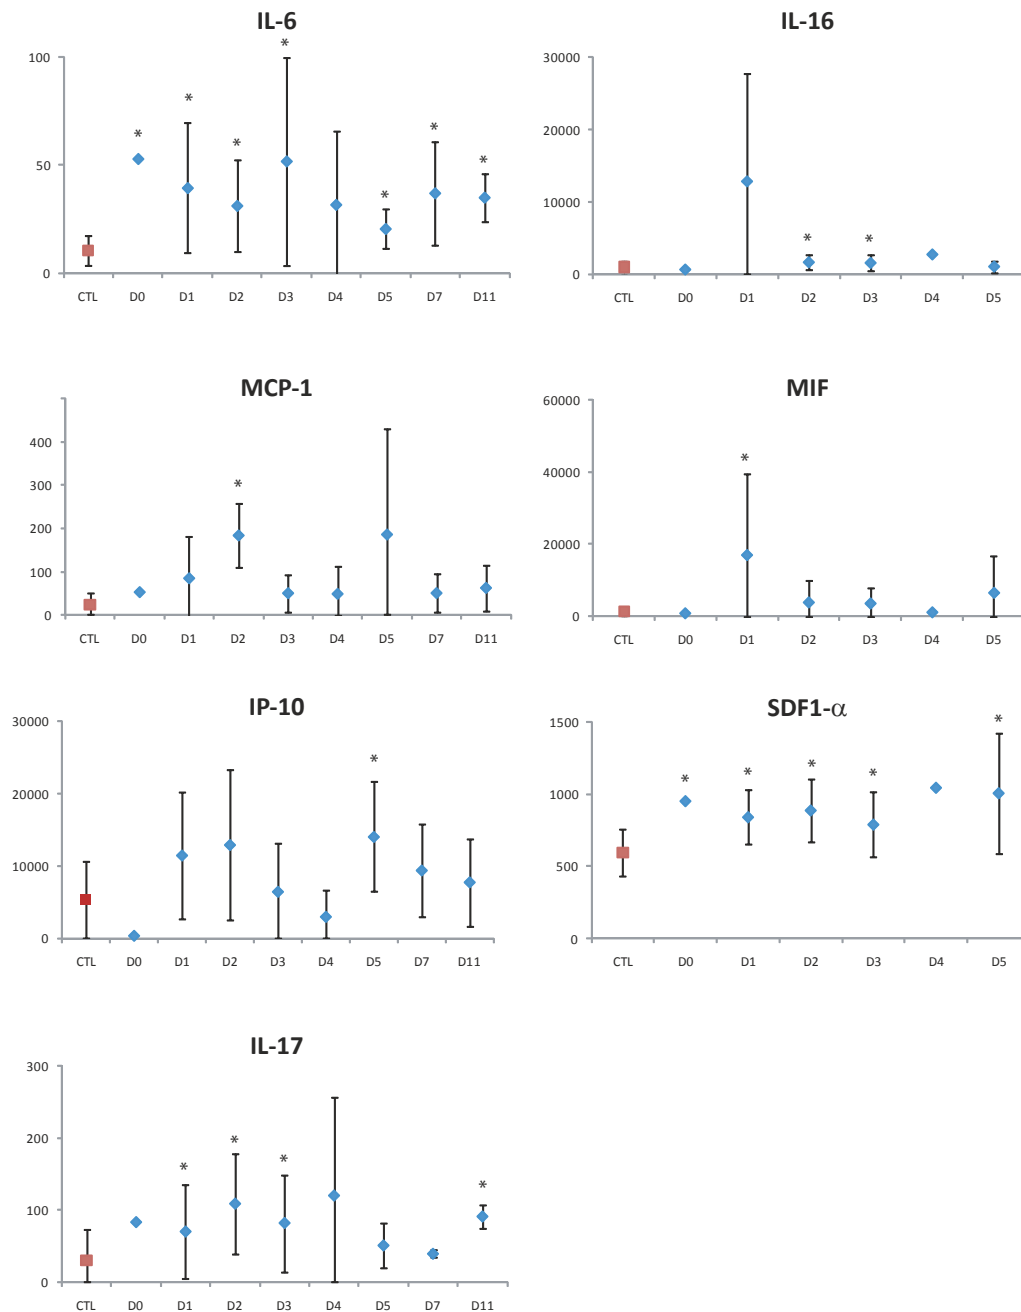 IL-6
*
100
*
*
*
*
*
*
50
0
CTL D0 D1 D2 D3 D4 D5 D7 D11
IL-16
30000
20000
10000
* *
0
CTL D0 D1 D2 D3 D4 D5
MCP-1
400
*
300
200
100
0
CTL D0 D1 D2 D3 D4 D5 D7 D11
MIF
60000
*
40000
20000
0
CTL D0 D1 D2 D3 D4 D5
IP-10
30000
*
20000
10000
0
CTL D0 D1 D2 D3 D4 D5 D7 D11
SDF1-α
1500
*
* * * *
1000
500
0
CTL D0 D1 D2 D3 D4 D5
IL-17
300
200
* * *
*
100
0
CTL D0 D1 D2 D3 D4 D5 D7 D11